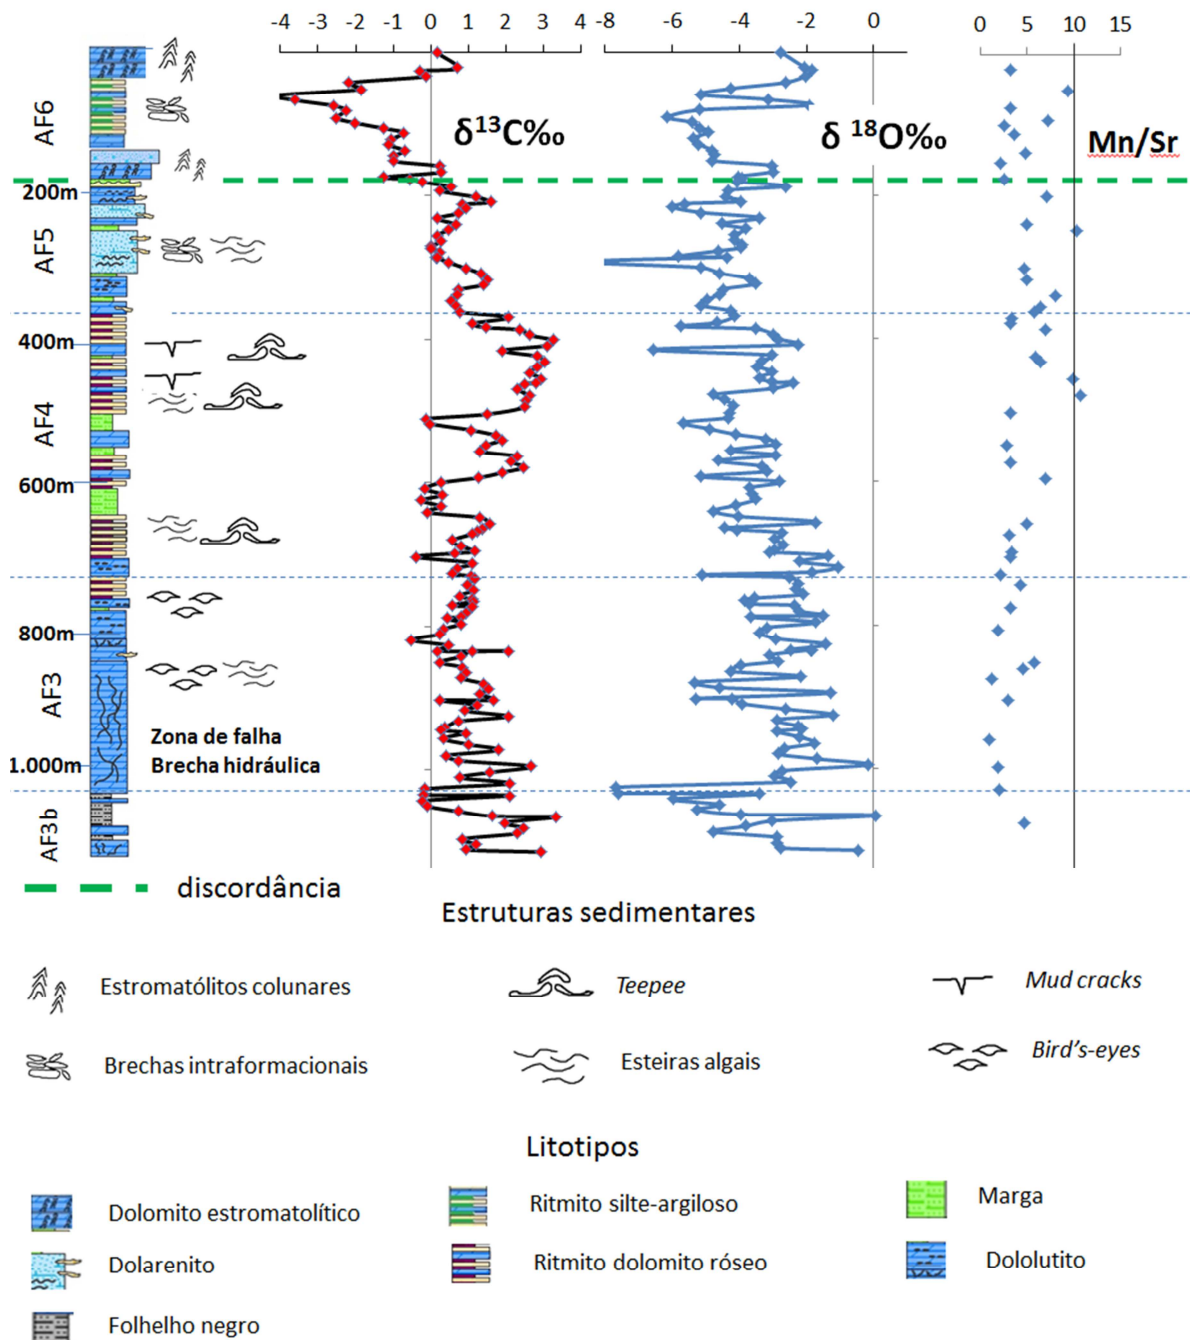 -4 -3 -2 -1 0 1 2 3 4
-8 -6 -4 -2 0
0 5 10 15
δ13C‰
δ 18O‰
Mn/Sr
AF6
200m
AF5
400m
AF4
600m
800m
AF3
Zona de falha
Brecha hidráulica
1.000m
AF3b
discordância
Estruturas sedimentares
Estromatólitos colunares
Teepee
Mud cracks
Brechas intraformacionais
Esteiras algais
Bird's-eyes
Litotipos
Dolomito estromatolítico
Ritmito silte-argiloso
Marga
Dolarenito
Ritmito dolomito róseo
Dololutito
Folhelho negro